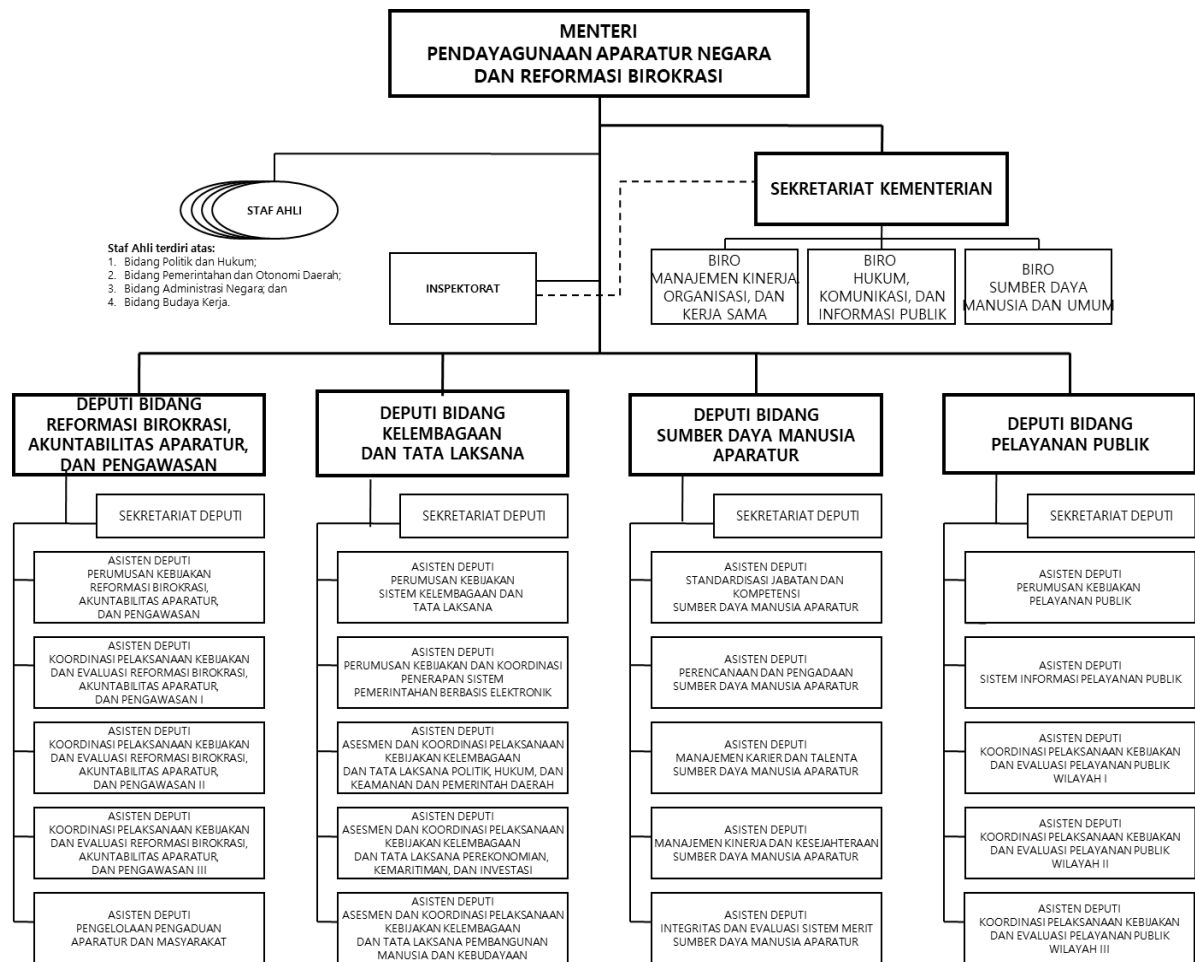 MENTERI
PENDAYAGUNAAN APARATUR NEGARA
DAN REFORMASI BIROKRASI
STAF AHLI
SEKRETARIAT KEMENTERIAN
Staf Ahli terdiri atas:
1. Bidang Politik dan Hukum;
2. Bidang Pemerintahan dan Otonomi Daerah;
3. Bidang Administrasi Negara; dan
4. Bidang Budaya Kerja.
INSPEKTORAT
BIRO
MANAJEMEN KINERJA,
ORGANISASI, DAN
KERJA SAMA
BIRO
HUKUM,
KOMUNIKASI, DAN
INFORMASI PUBLIK
BIRO
SUMBER DAYA
MANUSIA DAN UMUM
DEPUTI BIDANG
REFORMASI BIROKRASI,
AKUNTABILITAS APARATUR,
DAN PENGAWASAN
SEKRETARIAT DEPUTI
ASISTEN DEPUTI
PERUMUSAN KEBIJAKAN
REFORMASI BIROKRASI,
AKUNTABILITAS APARATUR,
DAN PENGAWASAN
ASISTEN DEPUTI
KOORDINASI PELAKSANAAN KEBIJAKAN
DAN EVALUASI REFORMASI BIROKRASI,
AKUNTABILITAS APARATUR,
DAN PENGAWASAN I
ASISTEN DEPUTI
KOORDINASI PELAKSANAAN KEBIJAKAN
DAN EVALUASI REFORMASI BIROKRASI,
AKUNTABILITAS APARATUR,
DAN PENGAWASAN II
ASISTEN DEPUTI
KOORDINASI PELAKSANAAN KEBIJAKAN
DAN EVALUASI REFORMASI BIROKRASI,
AKUNTABILITAS APARATUR,
DAN PENGAWASAN III
ASISTEN DEPUTI
PENGELOLAAN PENGADUAN
APARATUR DAN MASYARAKAT
DEPUTI BIDANG
KELEMBAGAAN
DAN TATA LAKSANA
SEKRETARIAT DEPUTI
ASISTEN DEPUTI
PERUMUSAN KEBIJAKAN
SISTEM KELEMBAGAAN DAN
TATA LAKSANA
ASISTEN DEPUTI
PERUMUSAN KEBIJAKAN DAN KOORDINASI
PENERAPAN SISTEM
PEMERINTAHAN BERBASIS ELEKTRONIK
ASISTEN DEPUTI
ASESMEN DAN KOORDINASI PELAKSANAAN
KEBIJAKAN KELEMBAGAAN
DAN TATA LAKSANA POLITIK, HUKUM, DAN
KEAMANAN DAN PEMERINTAH DAERAH
ASISTEN DEPUTI
ASESMEN DAN KOORDINASI PELAKSANAAN
KEBIJAKAN KELEMBAGAAN
DAN TATA LAKSANA PEREKONOMIAN,
KEMARITIMAN, DAN INVESTASI
ASISTEN DEPUTI
ASESMEN DAN KOORDINASI PELAKSANAAN
KEBIJAKAN KELEMBAGAAN
DAN TATA LAKSANA PEMBANGUNAN
MANUSIA DAN KEBUDAYAAN
DEPUTI BIDANG
SUMBER DAYA MANUSIA
APARATUR
SEKRETARIAT DEPUTI
ASISTEN DEPUTI
STANDARDISASI JABATAN DAN
KOMPETENSI
SUMBER DAYA MANUSIA APARATUR
ASISTEN DEPUTI
PERENCANAAN DAN PENGADAAN
SUMBER DAYA MANUSIA APARATUR
ASISTEN DEPUTI
MANAJEMEN KARIER DAN TALENTA
SUMBER DAYA MANUSIA APARATUR
ASISTEN DEPUTI
MANAJEMEN KINERJA DAN KESEJAHTERAAN
SUMBER DAYA MANUSIA APARATUR
ASISTEN DEPUTI
INTEGRITAS DAN EVALUASI SISTEM MERIT
SUMBER DAYA MANUSIA APARATUR
DEPUTI BIDANG
PELAYANAN PUBLIK
SEKRETARIAT DEPUTI
ASISTEN DEPUTI
PERUMUSAN KEBIJAKAN
PELAYANAN PUBLIK
ASISTEN DEPUTI
SISTEM INFORMASI PELAYANAN PUBLIK
ASISTEN DEPUTI
KOORDINASI PELAKSANAAN KEBIJAKAN
DAN EVALUASI PELAYANAN PUBLIK
WILAYAH I
ASISTEN DEPUTI
KOORDINASI PELAKSANAAN KEBIJAKAN
DAN EVALUASI PELAYANAN PUBLIK
WILAYAH II
ASISTEN DEPUTI
KOORDINASI PELAKSANAAN KEBIJAKAN
DAN EVALUASI PELAYANAN PUBLIK
WILAYAH III